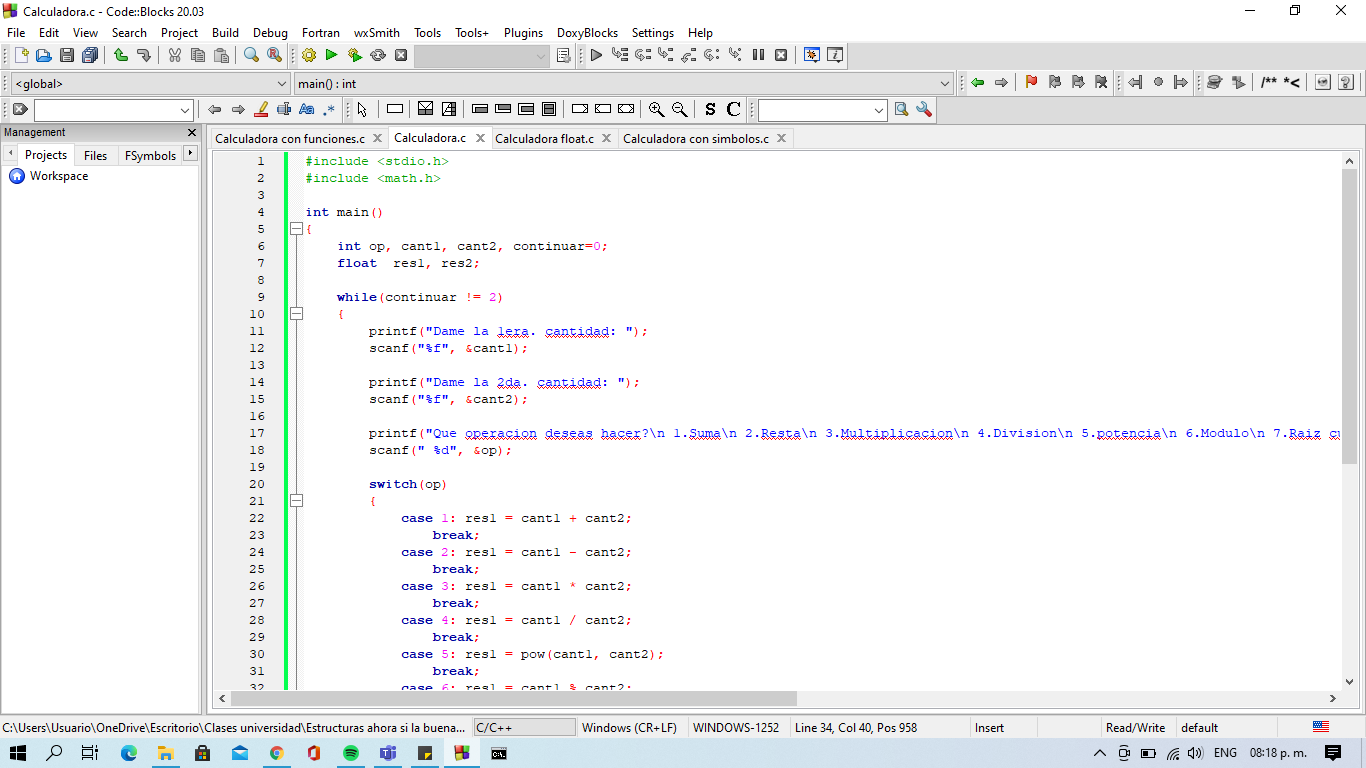 Calculadora.c - Code::Blocks 20.03
File Edit View Search Project Build Debug Fortran wxSmith Tools Tools+ Plugins DoxyBlocks Settings Help
<global> main() : int /** *<
Aa .* S C
Management
Projects Files FSymbols
Workspace
Calculadora con funciones.c Calculadora.c Calculadora float.c Calculadora con simbolos.c
1 #include <stdio.h>
2 #include <math.h>
3
4 int main()
5 {
6 int op, cant1, cant2, continuar=0;
7 float res1, res2;
8
9 while(continuar != 2)
10 {
11 printf("Dame la 1era. cantidad: ");
12 scanf("%f", &cant1);
13
14 printf("Dame la 2da. cantidad: ");
15 scanf("%f", &cant2);
16
17 printf("Que operacion deseas hacer?\n 1.Suma\n 2.Resta\n 3.Multiplicacion\n 4.Division\n 5.potencia\n 6.Modulo\n 7.Raiz cu
18 scanf(" %d", &op);
19
20 switch(op)
21 {
22 case 1: res1 = cant1 + cant2;
23 break;
24 case 2: res1 = cant1 - cant2;
25 break;
26 case 3: res1 = cant1 * cant2;
27 break;
28 case 4: res1 = cant1 / cant2;
29 break;
30 case 5: res1 = pow(cant1, cant2);
31 break;
32 case 6: res1 = cant1 % cant2;
C:\Users\Usuario\OneDrive\Escritorio\Clases universidad\Estructuras ahora si la buena... C/C++ Windows (CR+LF) WINDOWS-1252 Line 34, Col 40, Pos 958 Insert Read/Write default
ENG 08:18 p. m.